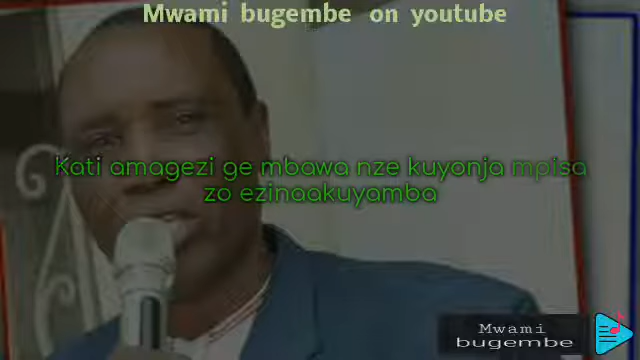 Mwami bugembe on youtube
Kati amagezi ge mbawa nze kuyonja mpisa
zo ezinaakuyamba
Mwami
bugembe